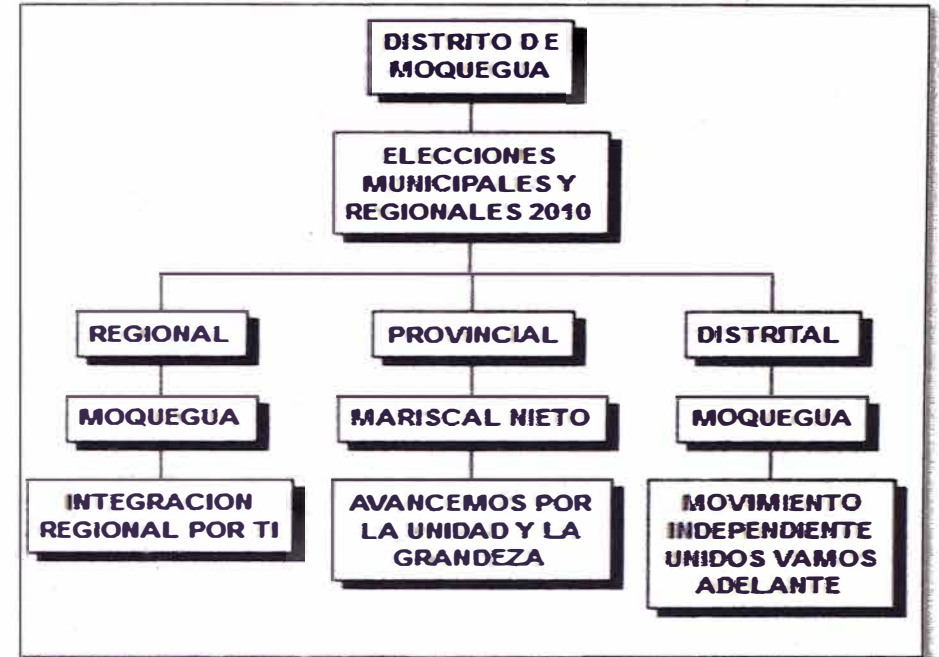 DISTRITO DE
MOQUEGUA
ELECCIONES
MUNICIPALES Y
REGIONALES 2010
REGIONAL
PROVINCIAL
DISTRITAL
MOQUEGUA
MARISCAL NIETO
MOQUEGUA
INTEGRACION
REGIONAL POR TI
AVANCEMOS POR
LA UNIDAD Y LA
GRANDEZA
MOVIMIENTO
INDEPENDIENTE
UNIDOS VAMOS
ADELANTE